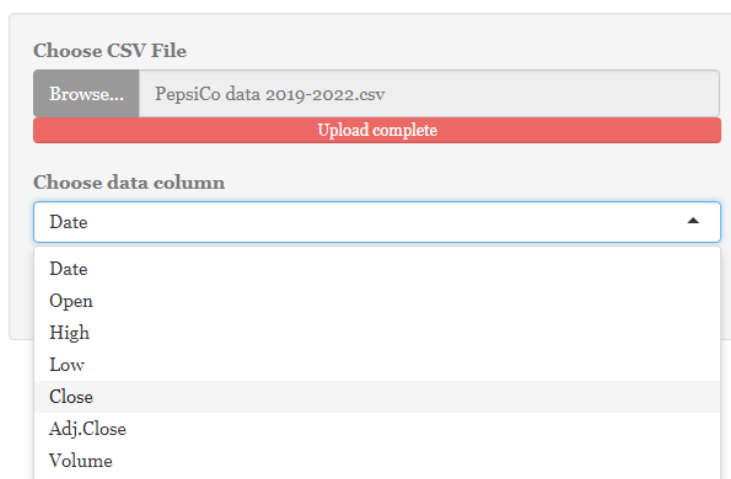 Choose CSV File
Browse... PepsiCo data 2019-2022.csv
Upload complete
Choose data column
Date
Date
Open
High
Low
Close
Adj.Close
Volume